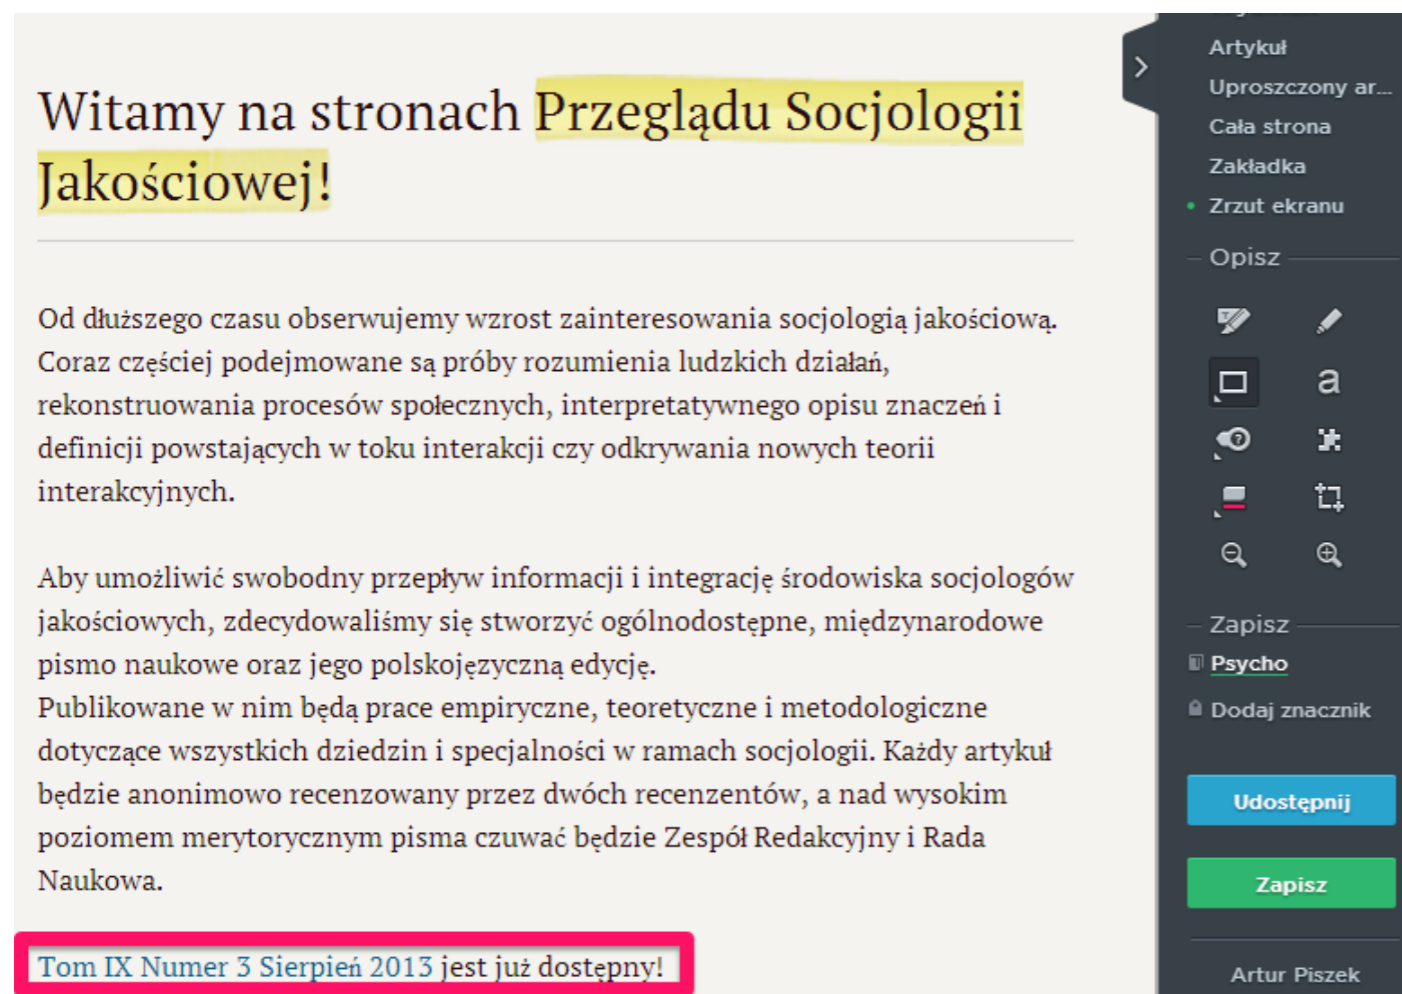 Witamy na stronach Przeglądu Socjologii
Jakościowej!
Od dłuższego czasu obserwujemy wzrost zainteresowania socjologią jakościową.
Coraz częściej podejmowane są próby rozumienia ludzkich działań,
rekonstruowania procesów społecznych, interpretatywnego opisu znaczeń i
definicji powstających w toku interakcji czy odkrywania nowych teorii
interakcyjnych.
Aby umożliwić swobodny przepływ informacji i integrację środowiska socjologów
jakościowych, zdecydowaliśmy się stworzyć ogólnodostępne, międzynarodowe
pismo naukowe oraz jego polskojęzyczną edycję.
Publikowane w nim będą prace empiryczne, teoretyczne i metodologiczne
dotyczące wszystkich dziedzin i specjalności w ramach socjologii. Każdy artykuł
będzie anonimowo recenzowany przez dwóch recenzentów, a nad wysokim
poziomem merytorycznym pisma czuwać będzie Zespół Redakcyjny i Rada
Naukowa.
Tom IX Numer 3 Sierpień 2013 jest już dostępny!
Artykuł
Uproszczony ar...
Cała strona
Zakładka
Zrzut ekranu
Opisz
a
Zapisz
Psycho
Dodaj znacznik
Udostępnij
Zapisz
Artur Piszek